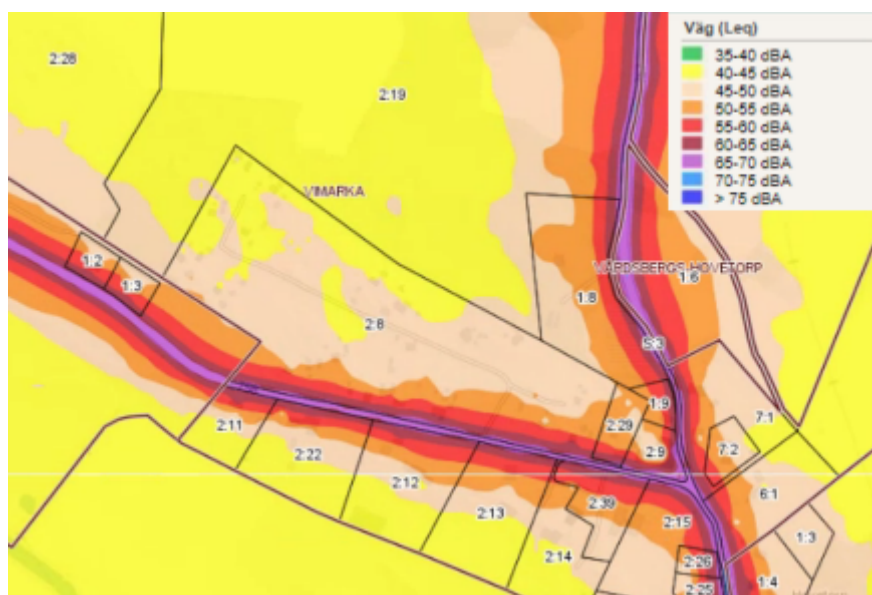 Väg (Leq)
35-40 dBA
40-45 dBA
45-50 dBA
50-55 dBA
55-60 dBA
60-65 dBA
65-70 dBA
70-75 dBA
> 75 dBA
2:28
2:19
VIMARKA
1:2
1:3
VÅRDSBERGS-HOVETORP
1:6
1:8
2:8
5:3
1:9
7:1
2:11
2:29
2:9
7:2
2:22
2:12
2:39
6:1
2:13
2:15
1:3
2:14
2:26
2:25
1:4